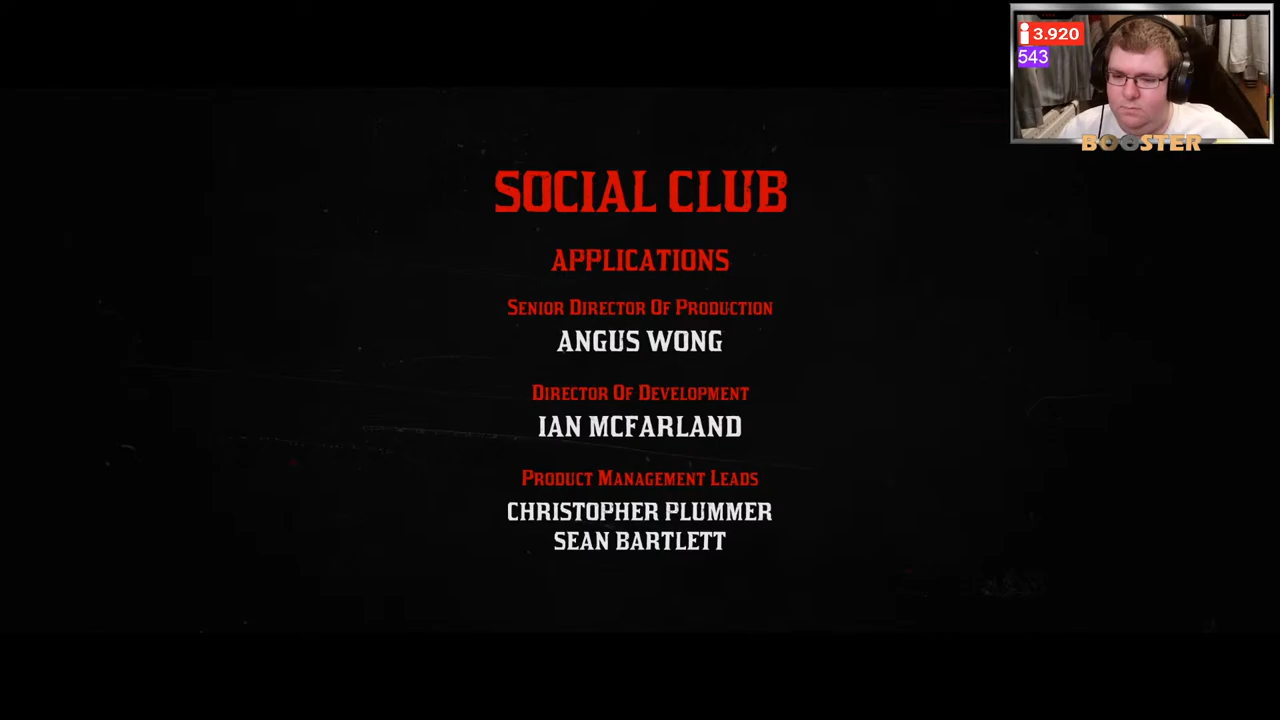 3.920
543
BOOSTER
SOCIAL CLUB
APPLICATIONS
SENIOR DIRECTOR OF PRODUCTION
ANGUS WONG
DIRECTOR OF DEVELOPMENT
IAN MCFARLAND
PRODUCT MANAGEMENT LEADS
CHRISTOPHER PLUMMER
SEAN BARTLETT